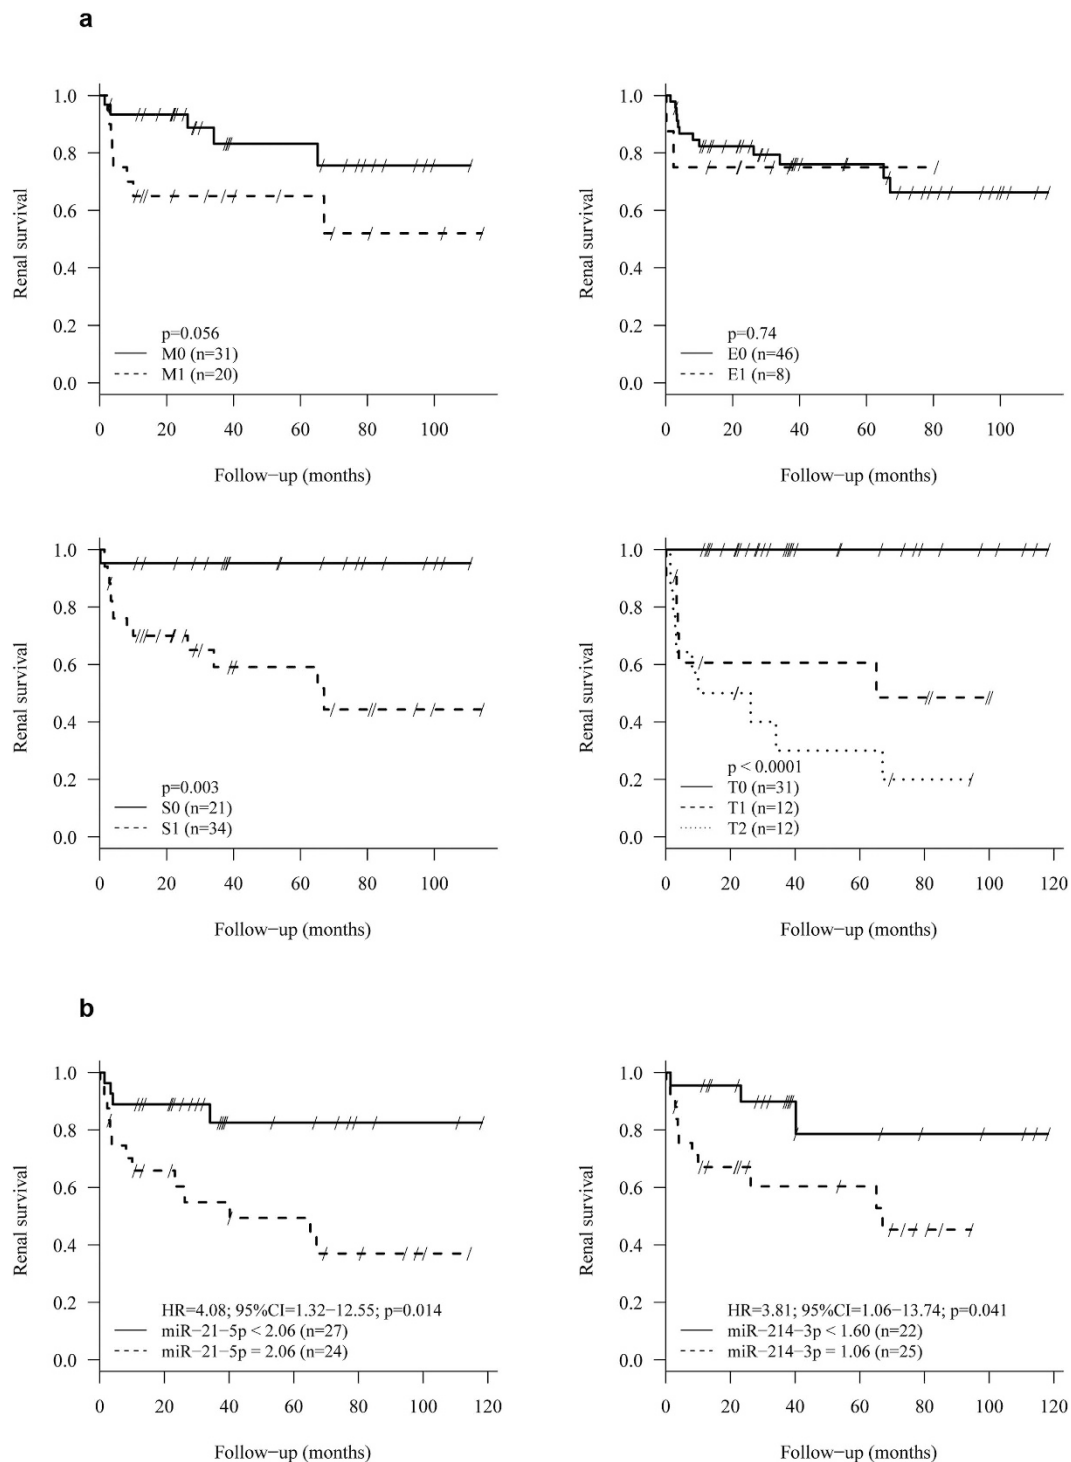 a
1.0
0.8
0.6
0.4
0.2
0.0
Renal survival
p=0.056
M0 (n=31)
M1 (n=20)
0 20 40 60 80 100
Follow−up (months)
1.0
0.8
0.6
0.4
0.2
0.0
Renal survival
p=0.74
E0 (n=46)
E1 (n=8)
0 20 40 60 80 100
Follow−up (months)
1.0
0.8
0.6
0.4
0.2
0.0
Renal survival
p=0.003
S0 (n=21)
S1 (n=34)
0 20 40 60 80 100
Follow−up (months)
1.0
0.8
0.6
0.4
0.2
0.0
Renal survival
p < 0.0001
T0 (n=31)
T1 (n=12)
T2 (n=12)
0 20 40 60 80 100 120
Follow−up (months)
b
1.0
0.8
0.6
0.4
0.2
0.0
Renal survival
HR=4.08; 95%CI=1.32−12.55; p=0.014
miR−21−5p < 2.06 (n=27)
miR−21−5p = 2.06 (n=24)
0 20 40 60 80 100 120
Follow−up (months)
1.0
0.8
0.6
0.4
0.2
0.0
Renal survival
HR=3.81; 95%CI=1.06−13.74; p=0.041
miR−214−3p < 1.60 (n=22)
miR−214−3p = 1.06 (n=25)
0 20 40 60 80 100 120
Follow−up (months)